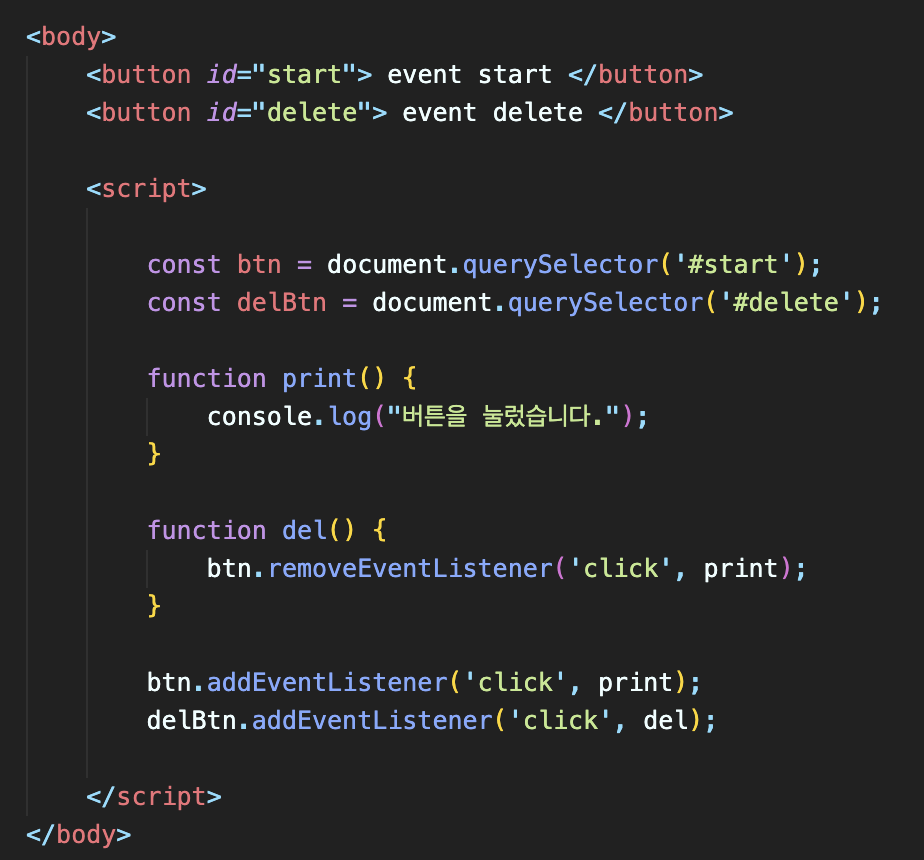 <body>
<button id="start"> event start </button>
<button id="delete"> event delete </button>
<script>
const btn = document.querySelector('#start');
const delBtn = document.querySelector('#delete');
function print() {
console.log("버튼을 눌렀습니다.");
}
function del() {
btn.removeEventListener('click', print);
}
btn.addEventListener('click', print);
delBtn.addEventListener('click', del);
</script>
</body>